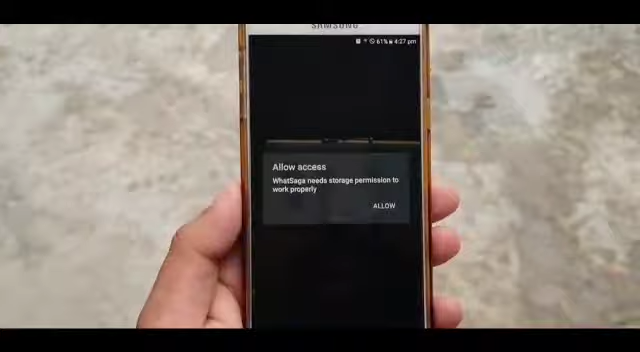 SAMSUNG
61% 4:27 pm
Allow access
WhatSaga needs storage permission to
work properly
ALLOW